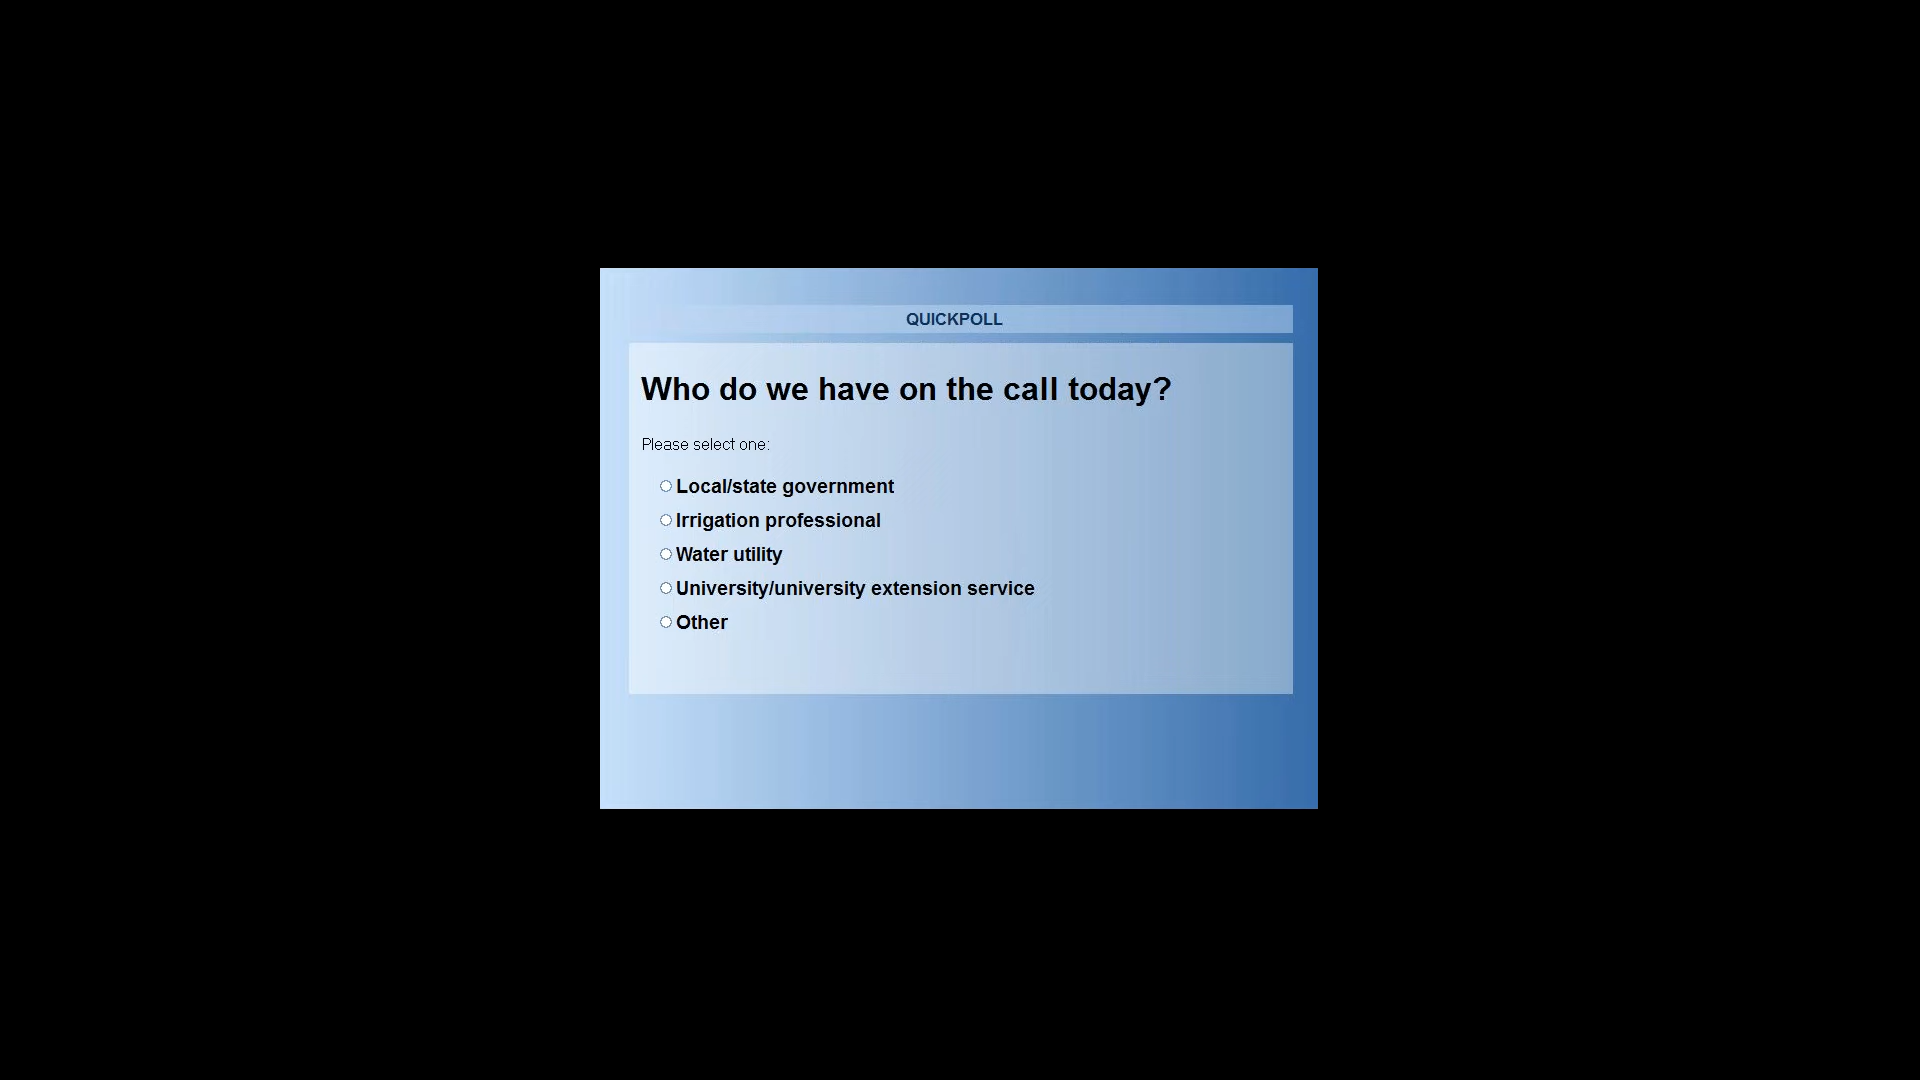 QUICKPOLL
Who do we have on the call today?
Please select one:
Local/state government
Irrigation professional
Water utility
University/university extension service
Other